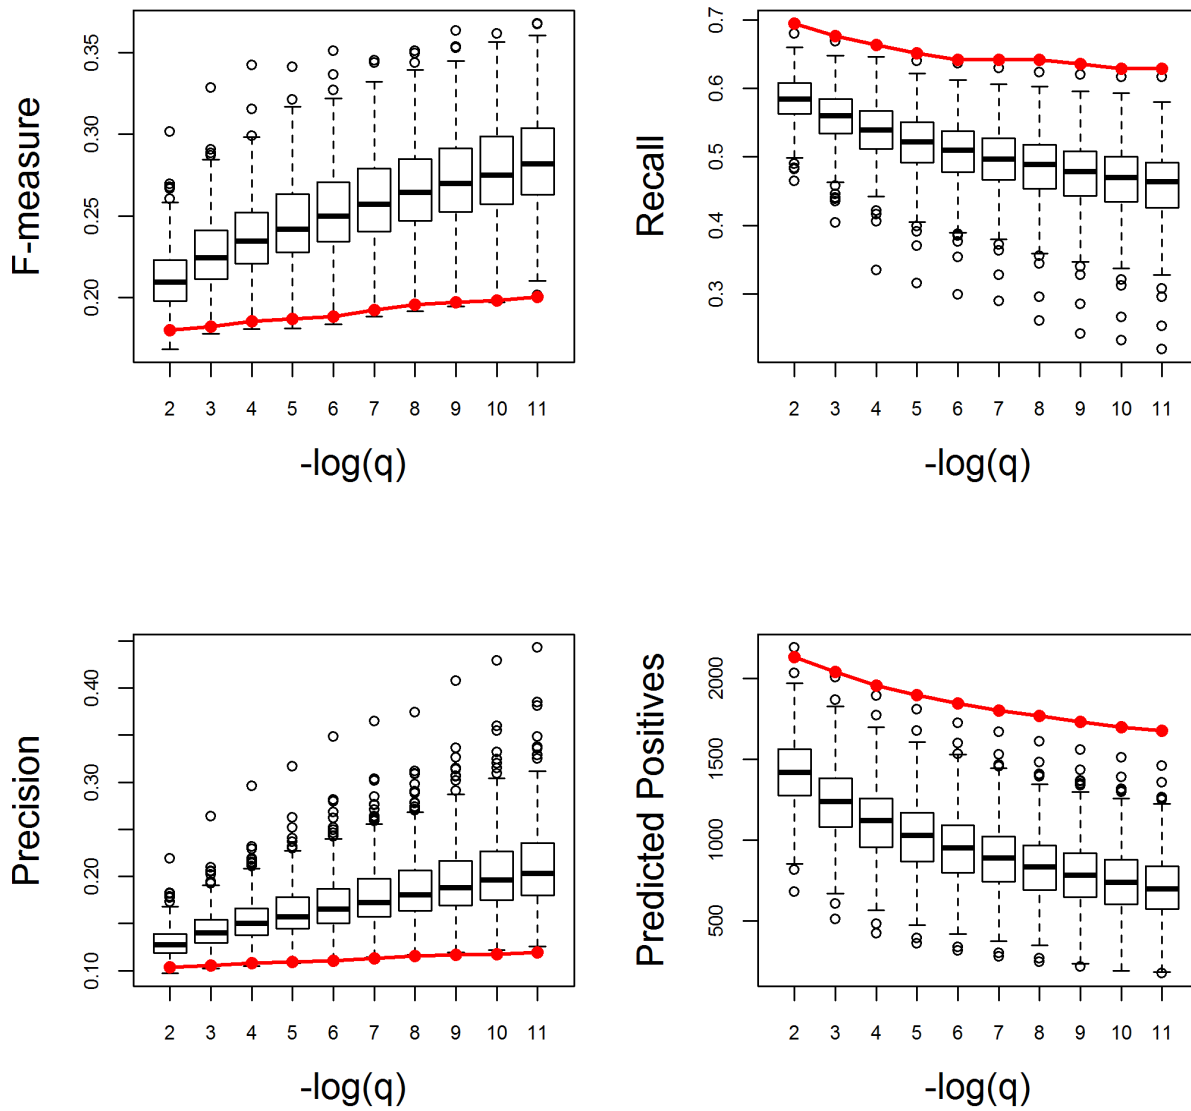 F-measure
0.35
0.30
0.25
0.20
2 3 4 5 6 7 8 9 10 11
-log(q)
Recall
0.7
0.6
0.5
0.4
0.3
2 3 4 5 6 7 8 9 10 11
-log(q)
Precision
0.40
0.30
0.20
0.10
2 3 4 5 6 7 8 9 10 11
-log(q)
Predicted Positives
2000
1500
1000
500
2 3 4 5 6 7 8 9 10 11
-log(q)